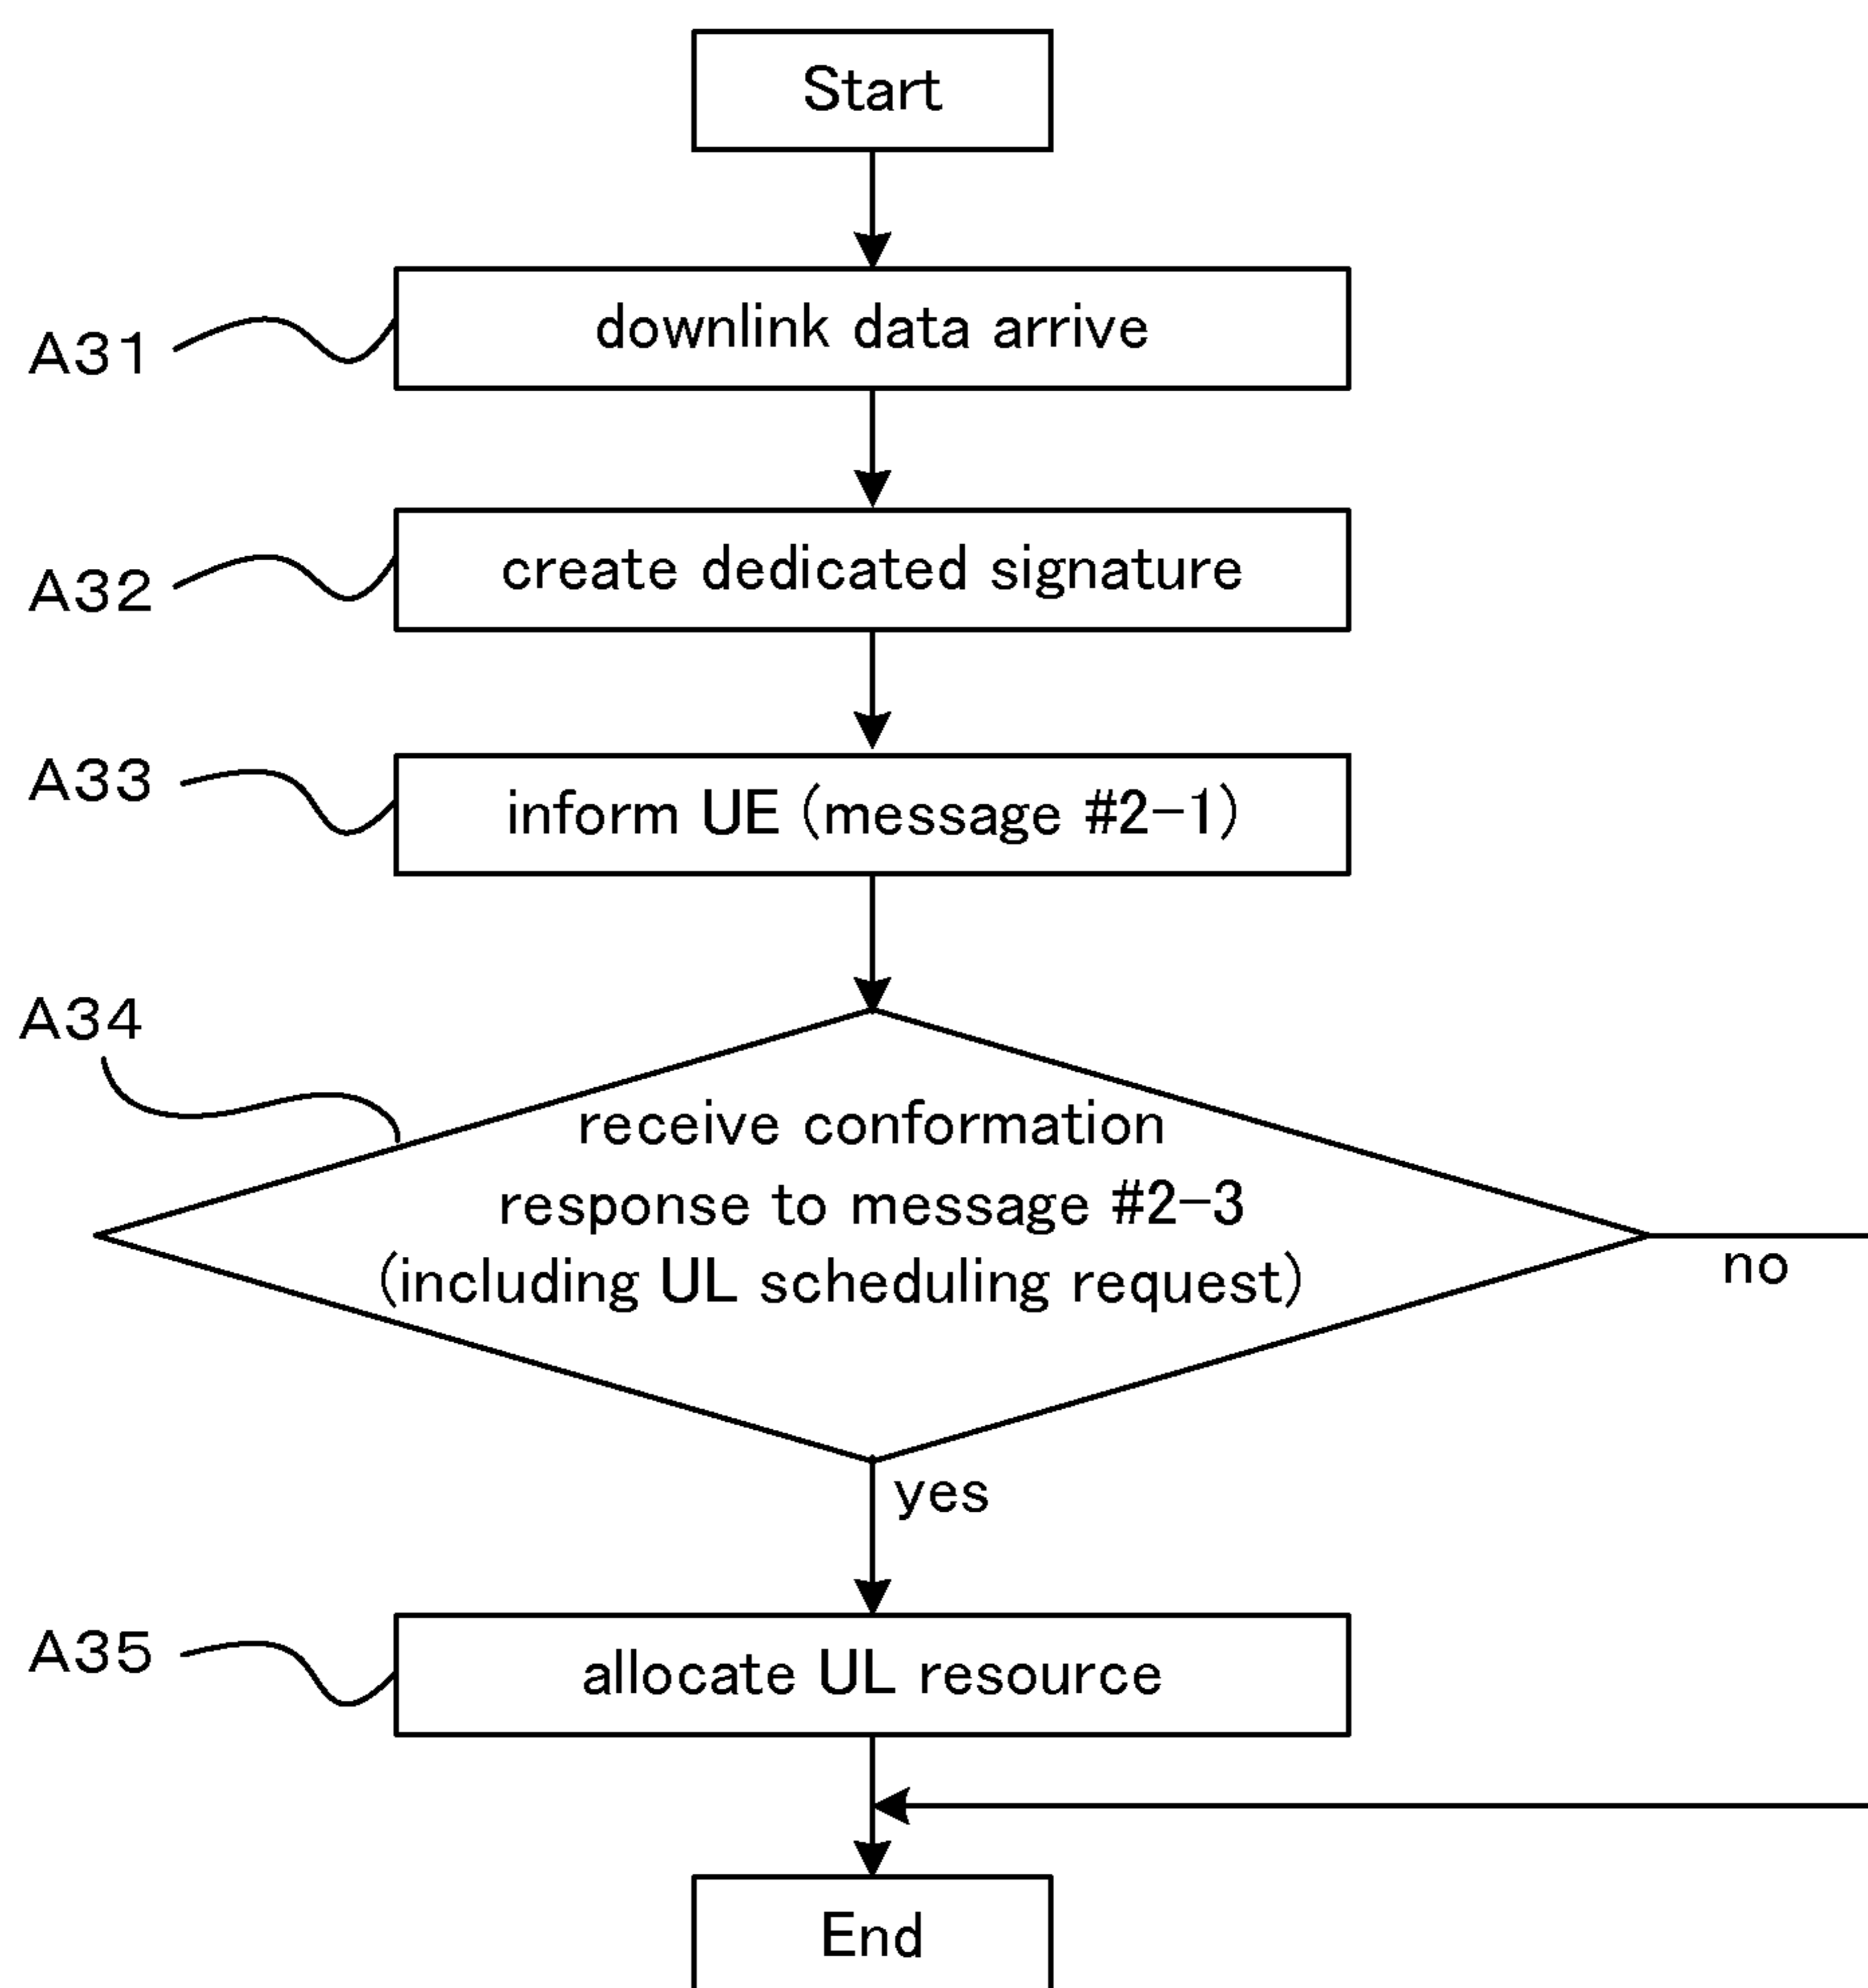 Start
A31
downlink data arrive
A32
create dedicated signature
A33
inform UE (message #2-1)
A34
receive conformation
response to message #2-3
(including UL scheduling request)
no
yes
A35
allocate UL resource
End